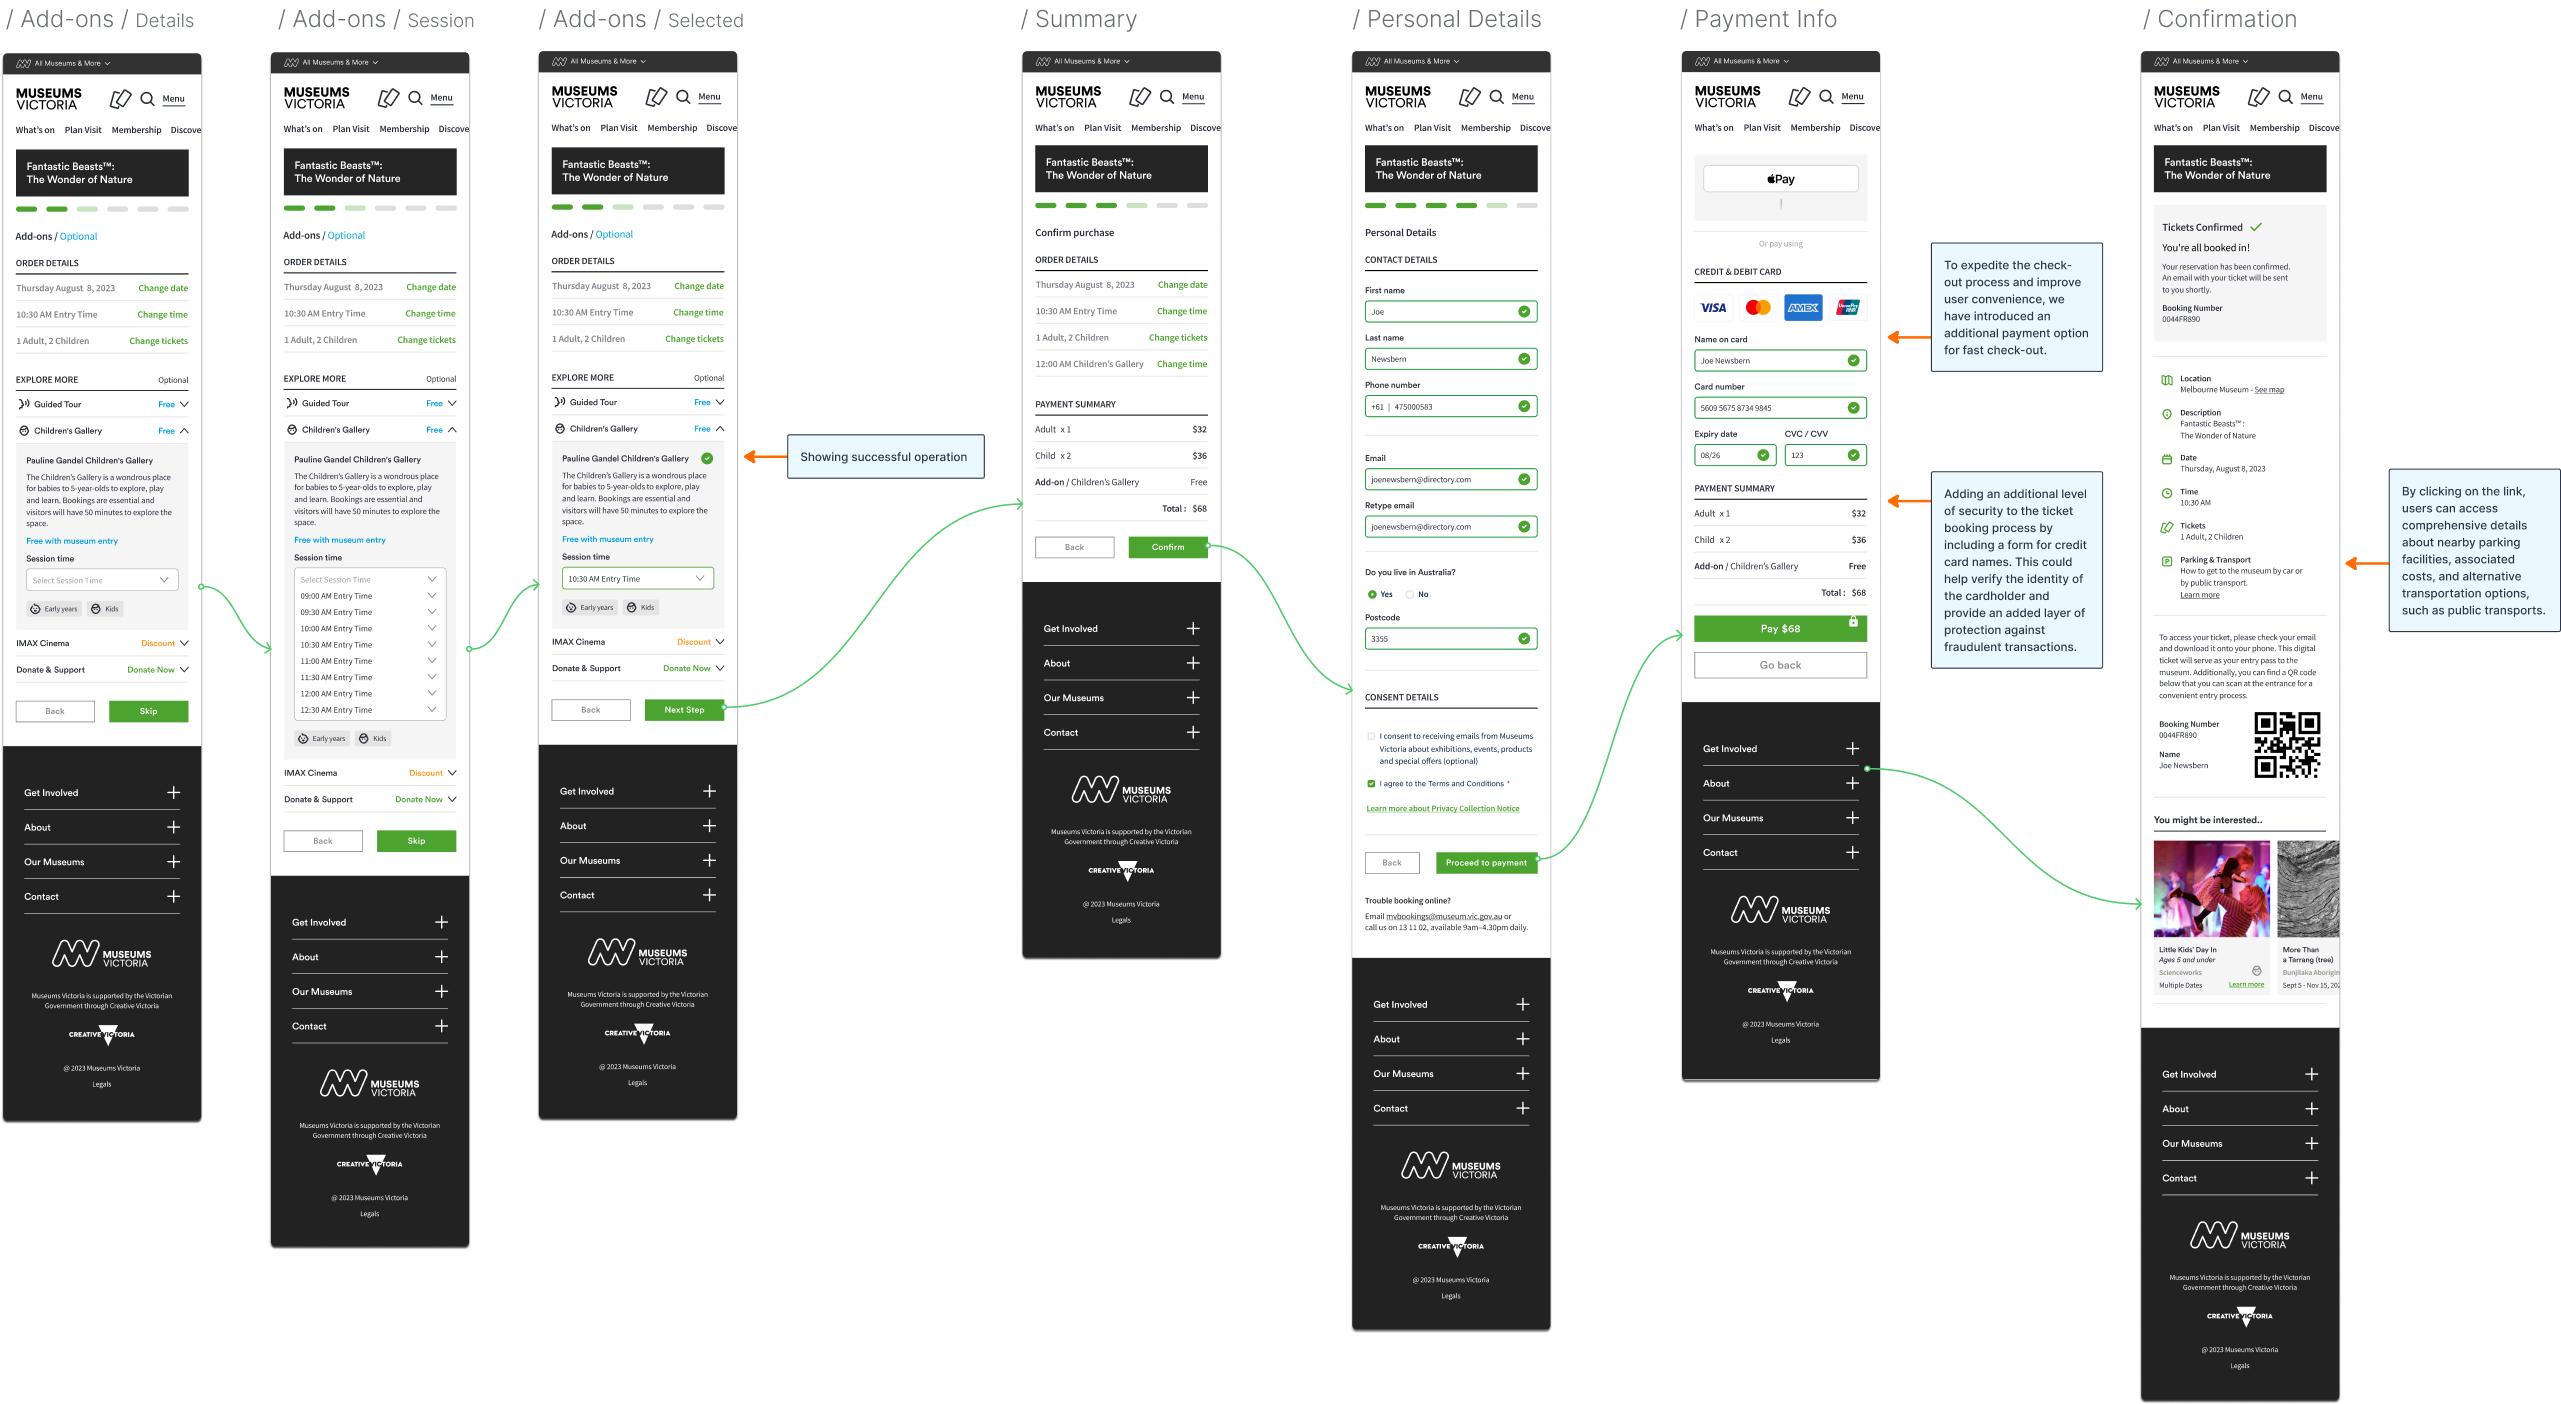 / Add-ons / Details
All Museums & More
MUSEUMS
VICTORIA
Menu
What's on Plan Visit Membership Discove
Fantastic Beasts™:
The Wonder of Nature
Add-ons / Optional
ORDER DETAILS
Thursday August 8, 2023 Change date
10:30 AM Entry Time Change time
1 Adult, 2 Children Change tickets
EXPLORE MORE Optional
Guided Tour Free
Children's Gallery Free
Pauline Gandel Children's Gallery
The Children's Gallery is a wondrous place
for babies to 5-year-olds to explore, play
and learn. Bookings are essential and
visitors will have 50 minutes to explore the
space.
Free with museum entry
Session time
Select Session Time
Early years Kids
IMAX Cinema Discount
Donate & Support Donate Now
Back Skip
Get Involved
About
Our Museums
Contact
MUSEUMS
VICTORIA
Museums Victoria is supported by the Victorian
Government through Creative Victoria
CREATIVE VICTORIA
@ 2023 Museums Victoria
Legals
/ Add-ons / Session
All Museums & More
MUSEUMS
VICTORIA
Menu
What's on Plan Visit Membership Discove
Fantastic Beasts™:
The Wonder of Nature
Add-ons / Optional
ORDER DETAILS
Thursday August 8, 2023 Change date
10:30 AM Entry Time Change time
1 Adult, 2 Children Change tickets
EXPLORE MORE Optional
Guided Tour Free
Children's Gallery Free
Pauline Gandel Children's Gallery
The Children's Gallery is a wondrous place
for babies to 5-year-olds to explore, play
and learn. Bookings are essential and
visitors will have 50 minutes to explore the
space.
Free with museum entry
Session time
Select Session Time
09:00 AM Entry Time
09:30 AM Entry Time
10:00 AM Entry Time
10:30 AM Entry Time
11:00 AM Entry Time
11:30 AM Entry Time
12:00 AM Entry Time
12:30 AM Entry Time
Early years Kids
IMAX Cinema Discount
Donate & Support Donate Now
Back Skip
Get Involved
About
Our Museums
Contact
MUSEUMS
VICTORIA
Museums Victoria is supported by the Victorian
Government through Creative Victoria
CREATIVE VICTORIA
@ 2023 Museums Victoria
Legals
/ Add-ons / Selected
All Museums & More
MUSEUMS
VICTORIA
Menu
What's on Plan Visit Membership Discove
Fantastic Beasts™:
The Wonder of Nature
Add-ons / Optional
ORDER DETAILS
Thursday August 8, 2023 Change date
10:30 AM Entry Time Change time
1 Adult, 2 Children Change tickets
EXPLORE MORE Optional
Guided Tour Free
Children's Gallery Free
Pauline Gandel Children's Gallery
The Children's Gallery is a wondrous place
for babies to 5-year-olds to explore, play
and learn. Bookings are essential and
visitors will have 50 minutes to explore the
space.
Free with museum entry
Session time
10:30 AM Entry Time
Early years Kids
IMAX Cinema Discount
Donate & Support Donate Now
Back Next Step
Get Involved
About
Our Museums
Contact
MUSEUMS
VICTORIA
Museums Victoria is supported by the Victorian
Government through Creative Victoria
CREATIVE VICTORIA
@ 2023 Museums Victoria
Legals
Showing successful operation
/ Summary
All Museums & More
MUSEUMS
VICTORIA
Menu
What's on Plan Visit Membership Discove
Fantastic Beasts™:
The Wonder of Nature
Confirm purchase
ORDER DETAILS
Thursday August 8, 2023 Change date
10:30 AM Entry Time Change time
1 Adult, 2 Children Change tickets
12:00 AM Children's Gallery Change time
PAYMENT SUMMARY
Adult x 1 $32
Child x 2 $36
Add-on / Children's Gallery Free
Total : $68
Back Confirm
Get Involved
About
Our Museums
Contact
MUSEUMS
VICTORIA
Museums Victoria is supported by the Victorian
Government through Creative Victoria
CREATIVE VICTORIA
@ 2023 Museums Victoria
Legals
/ Personal Details
All Museums & More
MUSEUMS
VICTORIA
Menu
What's on Plan Visit Membership Discove
Fantastic Beasts™:
The Wonder of Nature
Personal Details
CONTACT DETAILS
First name
Joe
Last name
Newsbern
Phone number
+61 | 475000583
Email
joenewsbern@directory.com
Retype email
joenewsbern@directory.com
Do you live in Australia?
Yes No
Postcode
3355
CONSENT DETAILS
I consent to receiving emails from Museums
Victoria about exhibitions, events, products
and special offers (optional)
I agree to the Terms and Conditions *
Learn more about Privacy Collection Notice
Back Proceed to payment
Trouble booking online?
Email mvbookings@museum.vic.gov.au or
call us on 13 11 02, available 9am–4.30pm daily.
Get Involved
About
Our Museums
Contact
MUSEUMS
VICTORIA
Museums Victoria is supported by the Victorian
Government through Creative Victoria
CREATIVE VICTORIA
@ 2023 Museums Victoria
Legals
/ Payment Info
All Museums & More
MUSEUMS
VICTORIA
Menu
What's on Plan Visit Membership Discove
Pay
Or pay using
CREDIT & DEBIT CARD
VISA AMEX UnionPay
Name on card
Joe Newsbern
Card number
5609 5675 8734 9845
Expiry date CVC / CVV
08/26 123
PAYMENT SUMMARY
Adult x 1 $32
Child x 2 $36
Add-on / Children's Gallery Free
Total : $68
Pay $68
Go back
Get Involved
About
Our Museums
Contact
MUSEUMS
VICTORIA
Museums Victoria is supported by the Victorian
Government through Creative Victoria
CREATIVE VICTORIA
@ 2023 Museums Victoria
Legals
To expedite the check-
out process and improve
user convenience, we
have introduced an
additional payment option
for fast check-out.
Adding an additional level
of security to the ticket
booking process by
including a form for credit
card names. This could
help verify the identity of
the cardholder and
provide an added layer of
protection against
fraudulent transactions.
/ Confirmation
All Museums & More
MUSEUMS
VICTORIA
Menu
What's on Plan Visit Membership Discove
Fantastic Beasts™:
The Wonder of Nature
Tickets Confirmed
You're all booked in!
Your reservation has been confirmed.
An email with your ticket will be sent
to you shortly.
Booking Number
0044FR890
Location
Melbourne Museum - See map
Description
Fantastic Beasts™ :
The Wonder of Nature
Date
Thursday, August 8, 2023
Time
10:30 AM
Tickets
1 Adult, 2 Children
Parking & Transport
How to get to the museum by car or
by public transport.
Learn more
To access your ticket, please check your email
and download it onto your phone. This digital
ticket will serve as your entry pass to the
museum. Additionally, you can find a QR code
below that you can scan at the entrance for a
convenient entry process.
Booking Number
0044FR890
Name
Joe Newsbern
You might be interested..
Little Kids' Day In
Ages 5 and under
Scienceworks
Multiple Dates Learn more
More Than
a Tarrang (tree)
Bunjilaka Aborigin
Sept 5 - Nov 15, 202
Get Involved
About
Our Museums
Contact
MUSEUMS
VICTORIA
Museums Victoria is supported by the Victorian
Government through Creative Victoria
CREATIVE VICTORIA
@ 2023 Museums Victoria
Legals
By clicking on the link,
users can access
comprehensive details
about nearby parking
facilities, associated
costs, and alternative
transportation options,
such as public transports.